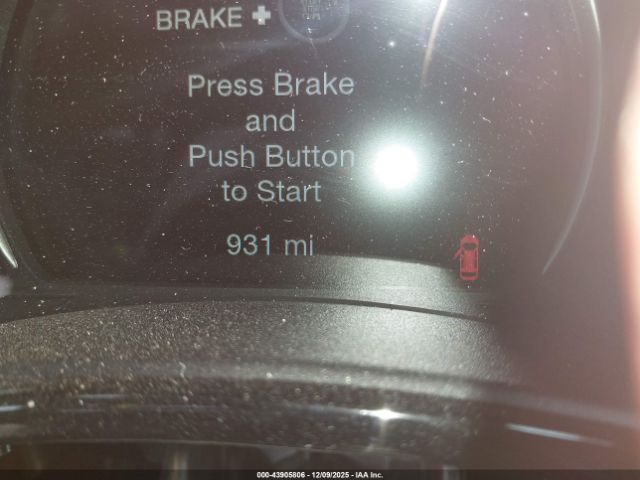 BRAKE +
Press Brake
and
Push Button
to Start
931 mi
000-43905806 - 12/09/2025 - IAA Inc.